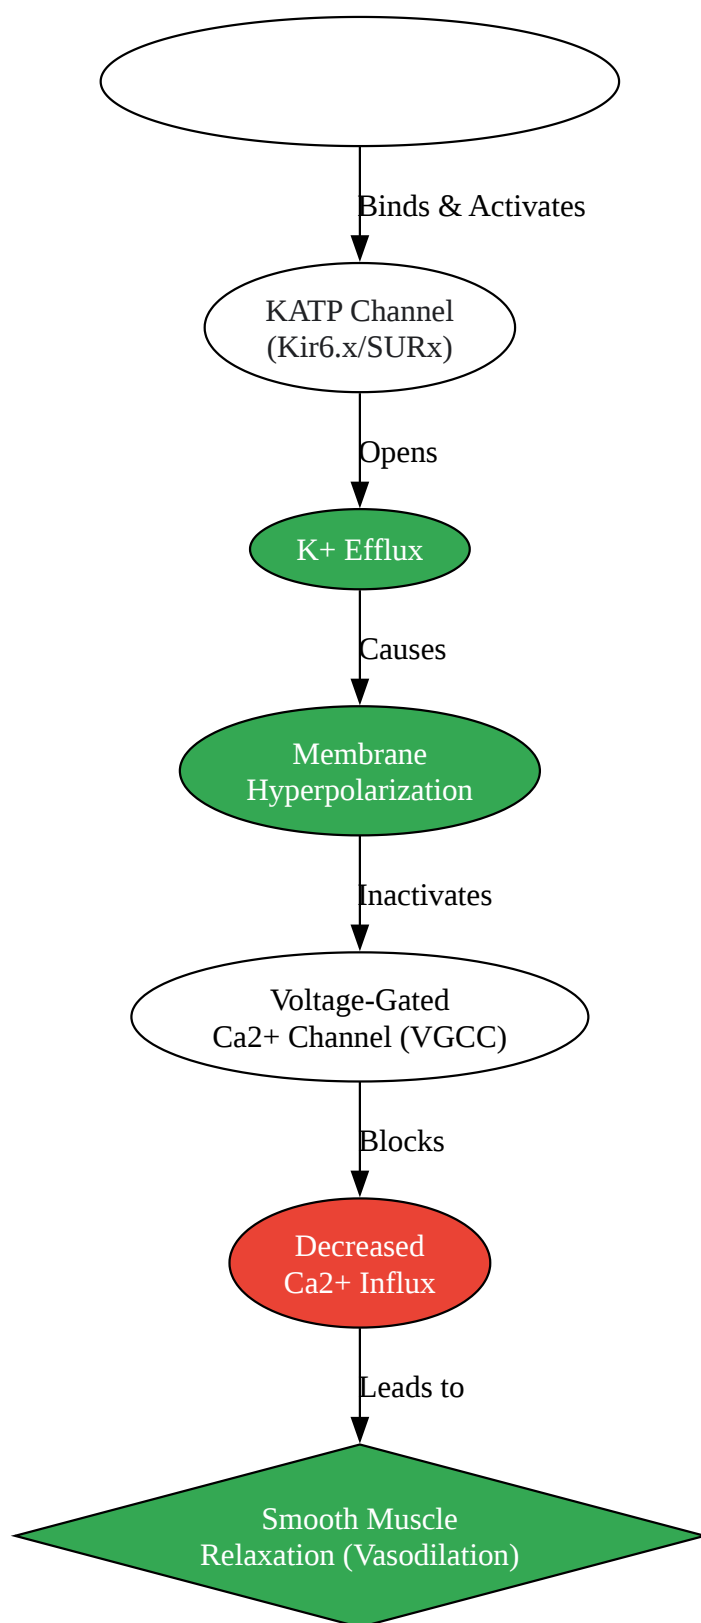 Binds & Activates
KATP Channel
(Kir6.x/SURx)
Opens
K+ Efflux
Causes
Membrane
Hyperpolarization
Inactivates
Voltage-Gated
Ca2+ Channel (VGCC)
Blocks
Decreased
Ca2+ Influx
Leads to
Smooth Muscle
Relaxation (Vasodilation)